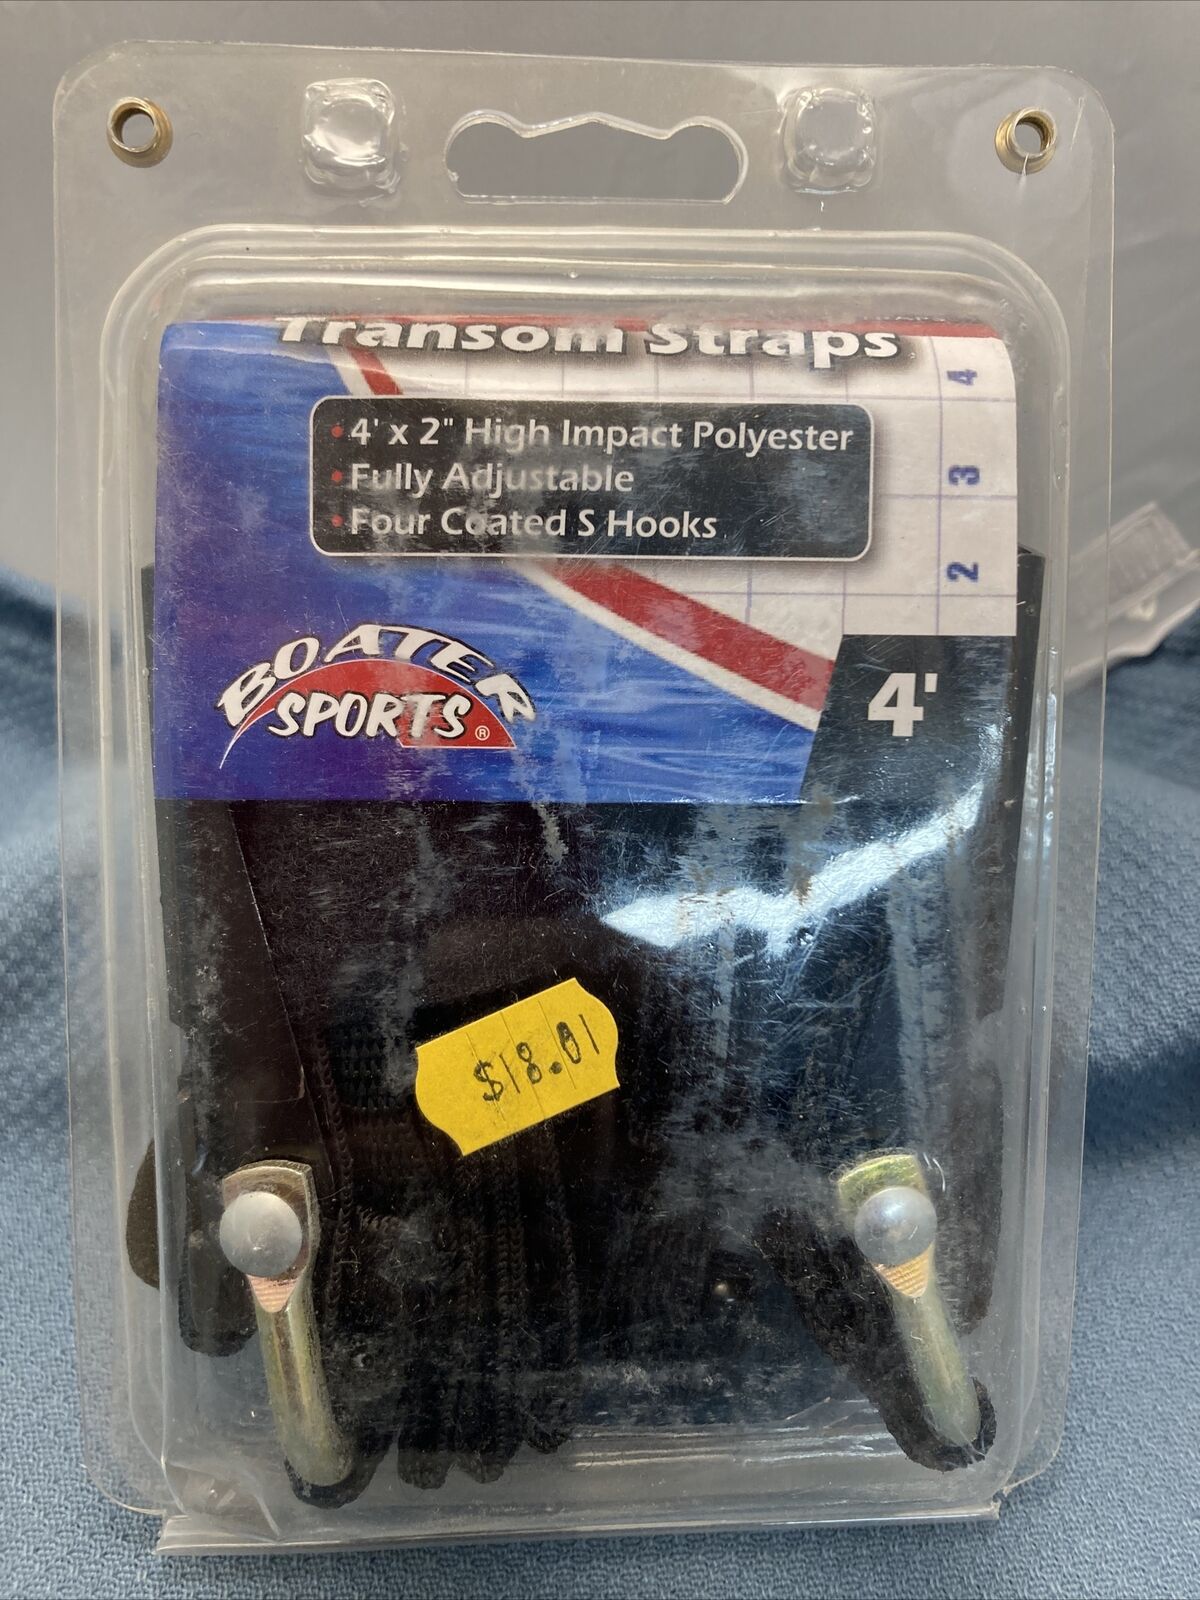 Transom Straps
• 4' x 2" High Impact Polyester
• Fully Adjustable
• Four Coated S Hooks
4
3
2
BOATER
SPORTS®
4'
$18.01